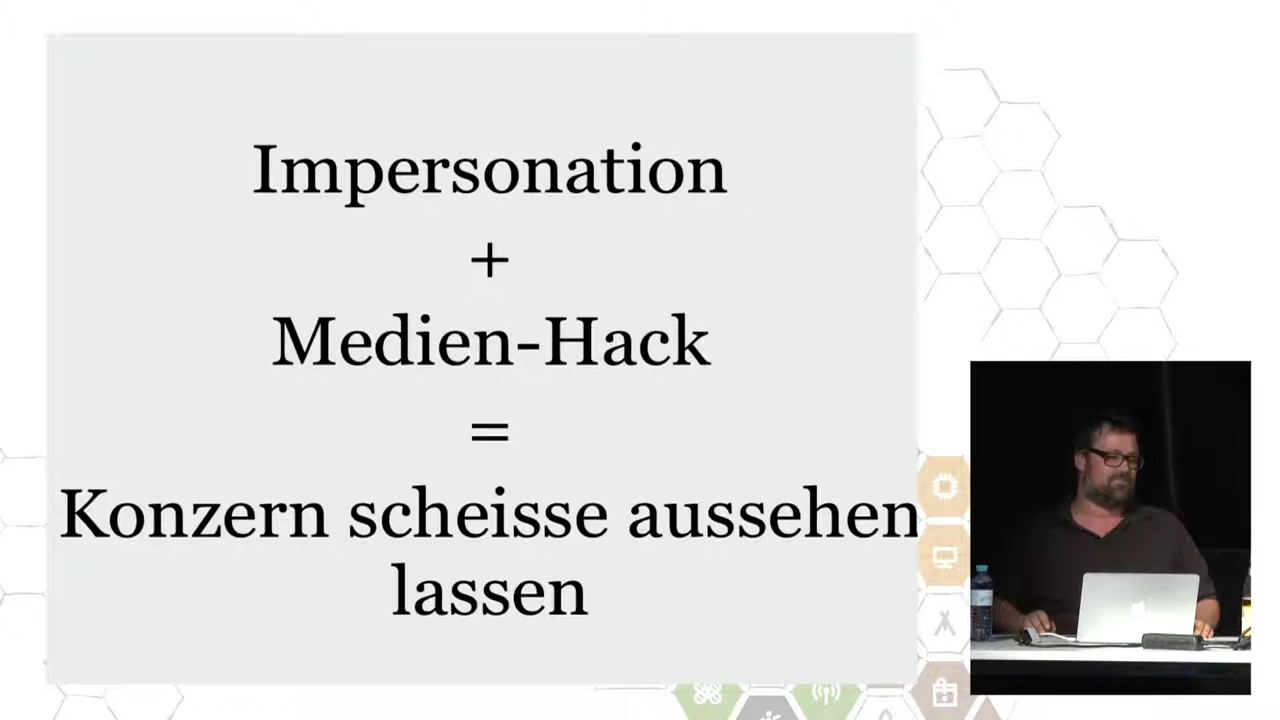 Impersonation
+
Medien-Hack
=
Konzern scheisse aussehen
lassen